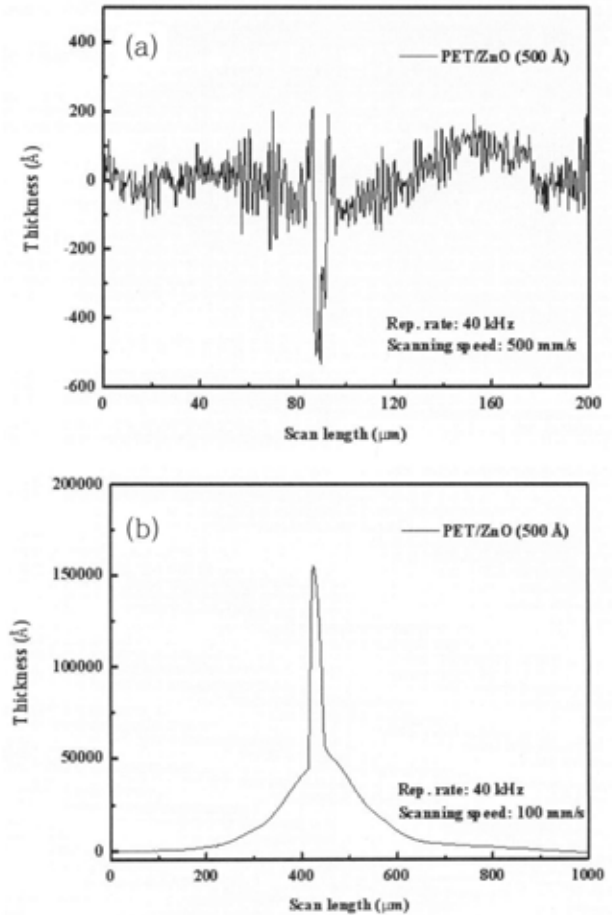 (a)
PET/ZnO (500 Å)
400
200
0
-200
-400
-600
Thickness (Å)
Rep. rate: 40 kHz
Scanning speed: 500 mm/s
0 40 80 120 160 200
Scan length (μm)
200000
(b)
PET/ZnO (500 Å)
150000
100000
50000
0
Thickness (Å)
Rep. rate: 40 kHz
Scanning speed: 100 mm/s
0 200 400 600 800 1000
Scan length (μm)